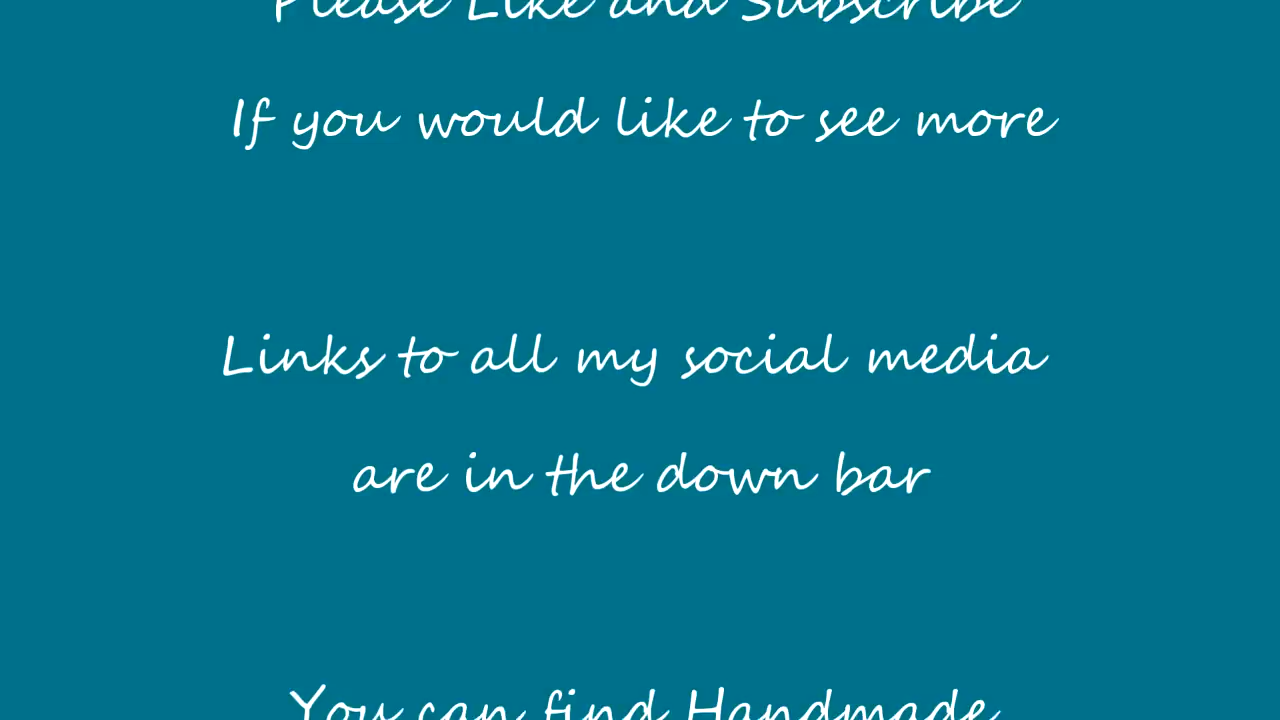 Please Like and Subscribe
If you would like to see more
Links to all my social media
are in the down bar
You can find Handmade